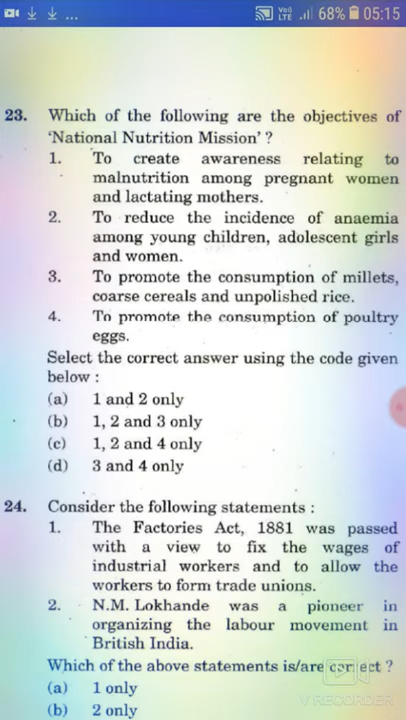 Vo) LTE 68% 05:15
23. Which of the following are the objectives of
'National Nutrition Mission' ?
1. To create awareness relating to
malnutrition among pregnant women
and lactating mothers.
2. To reduce the incidence of anaemia
among young children, adolescent girls
and women.
3. To promote the consumption of millets,
coarse cereals and unpolished rice.
4. To promote the consumption of poultry
eggs.
Select the correct answer using the code given
below :
(a) 1 and 2 only
(b) 1, 2 and 3 only
(c) 1, 2 and 4 only
(d) 3 and 4 only
24. Consider the following statements :
1. The Factories Act, 1881 was passed
with a view to fix the wages of
industrial workers and to allow the
workers to form trade unions.
2. N.M. Lokhande was a pioneer in
organizing the labour movement in
British India.
Which of the above statements is/are correct ?
(a) 1 only
V RECORDER
(b) 2 only